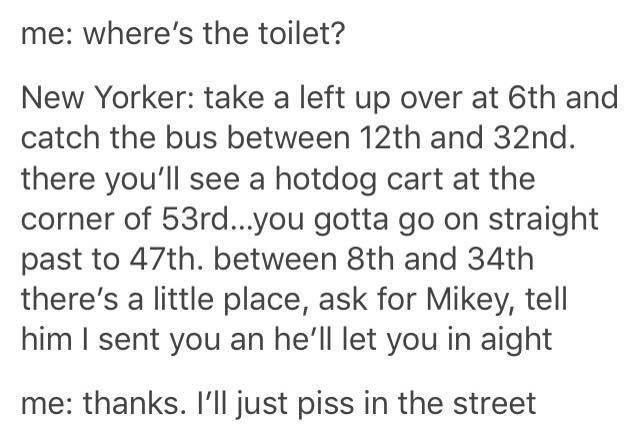 me: where’s the toilet?
New Yorker: take a left up over at 6th and
catch the bus between 12th and 32nd.
there you’ll see a hotdog cart at the
corner of 53rd...you gotta go on straight
past to 47th. between 8th and 34th
there’s a little place, ask for Mikey, tell
him I sent you an he’ll let you in aight
me: thanks. I’ll just piss in the street